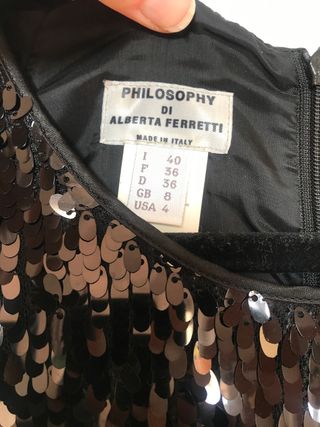 PHILOSOPHY
DI
ALBERTA FERRETTI
MADE IN ITALY
I 40
F 36
D 36
GB 8
USA 4